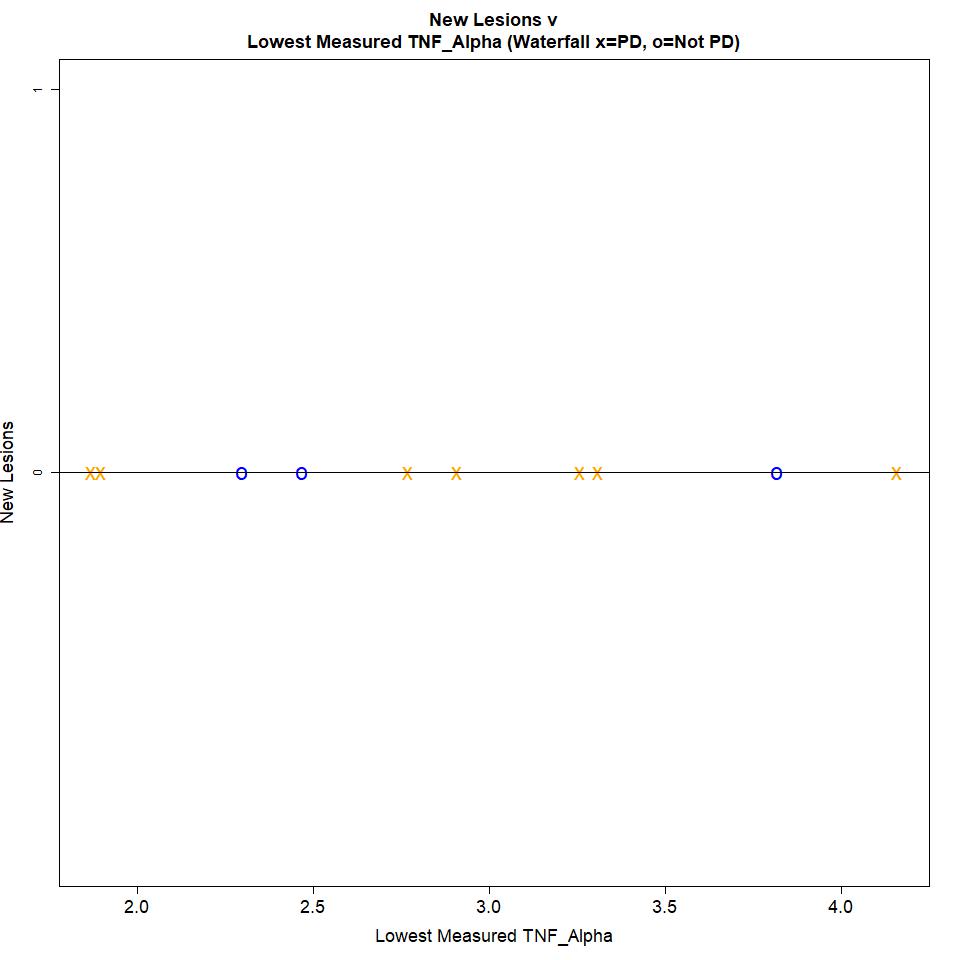 New Lesions v
Lowest Measured TNF_Alpha (Waterfall x=PD, o=Not PD)
1
New Lesions
0
xx o o x x x x o x
2.0 2.5 3.0 3.5 4.0
Lowest Measured TNF_Alpha